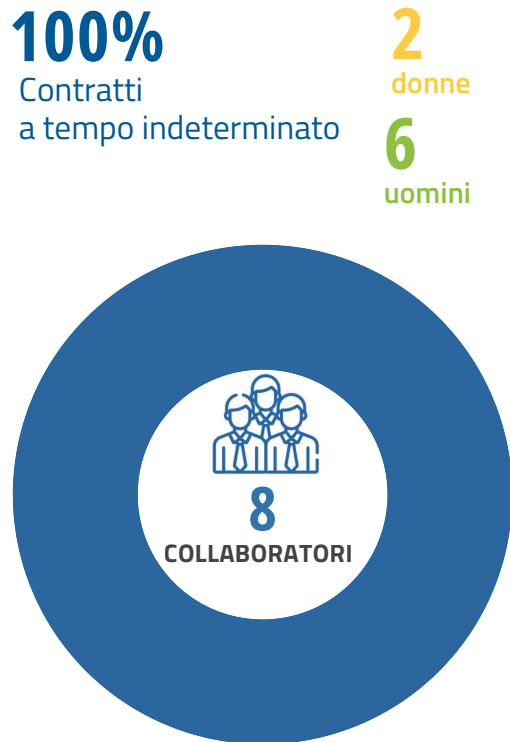 100%
Contratti
a tempo indeterminato
2
donne
6
uomini
8
COLLABORATORI